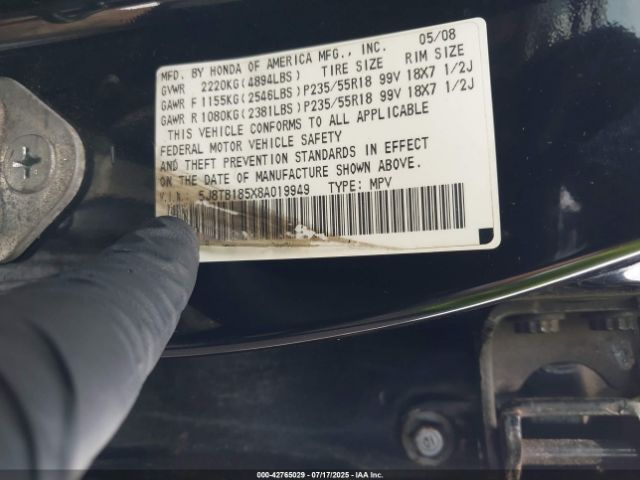 MFD. BY HONDA OF AMERICA MFG., INC. 05/08
GVWR 2220KG(4894LBS) TIRE SIZE RIM SIZE
GAWR F 1155KG(2546LBS)P235/55R18 99V 18X7 1/2J
GAWR R 1080KG(2381LBS)P235/55R18 99V 18X7 1/2J
THIS VEHICLE CONFORMS TO ALL APPLICABLE
FEDERAL MOTOR VEHICLE SAFETY
AND THEFT PREVENTION STANDARDS IN EFFECT
ON THE DATE OF MANUFACTURE SHOWN ABOVE.
V.I.N.: 5J8TB185X8A019949 TYPE: MPV
000-42765029 - 07/17/2025 - IAA Inc.